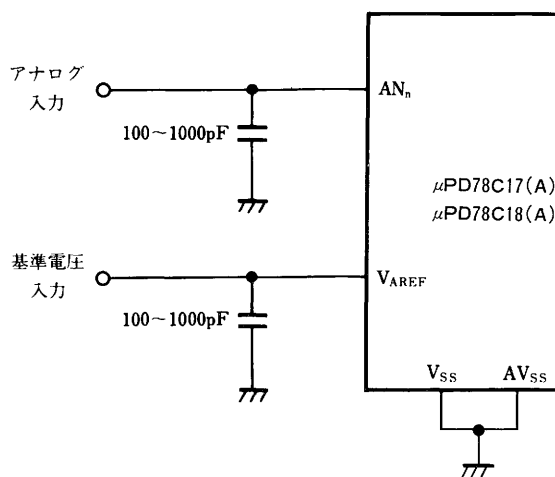 アナログ
入力
ANn
100～1000pF
μPD78C17(A)
μPD78C18(A)
基準電圧
入力
VAREF
100～1000pF
VSS
AVSS